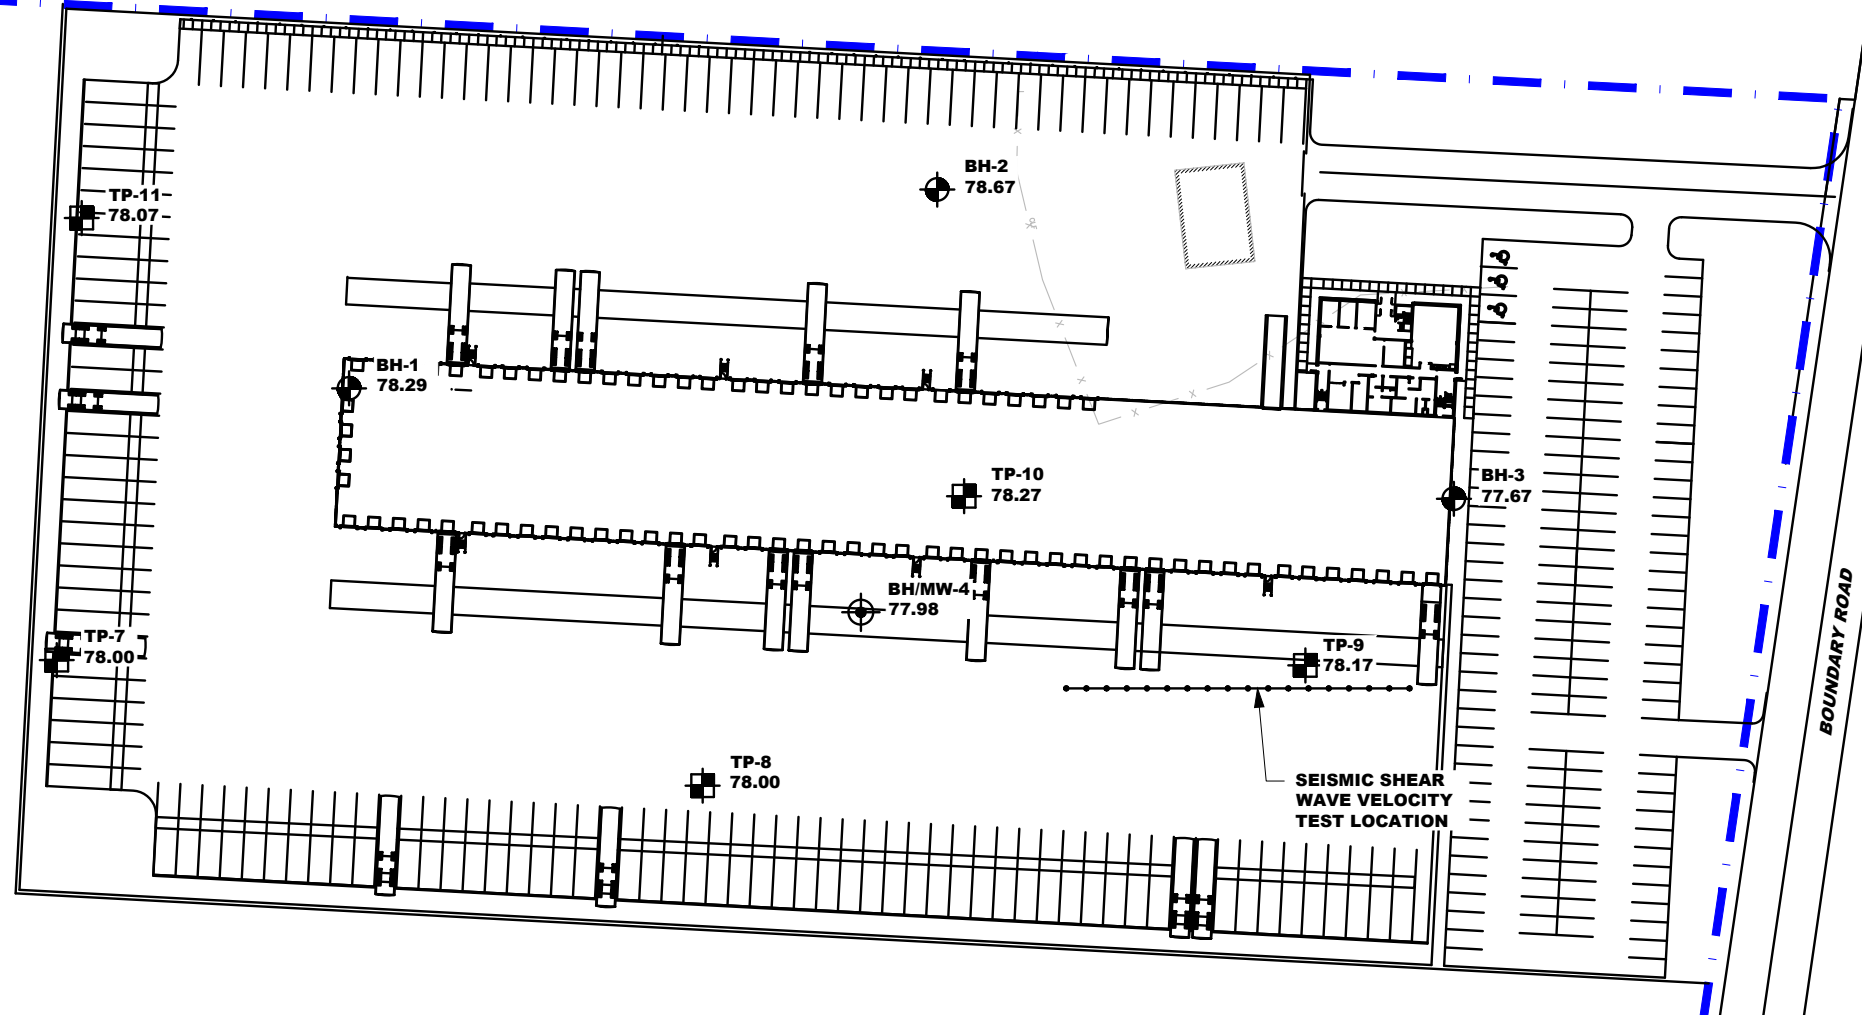 BH-2
78.67
TP-11
78.07
BH-1
78.29
TP-10
78.27
BH-3
77.67
BH/MW-4
77.98
TP-7
78.00
TP-9
78.17
TP-8
78.00
SEISMIC SHEAR
WAVE VELOCITY
TEST LOCATION
BOUNDARY ROAD